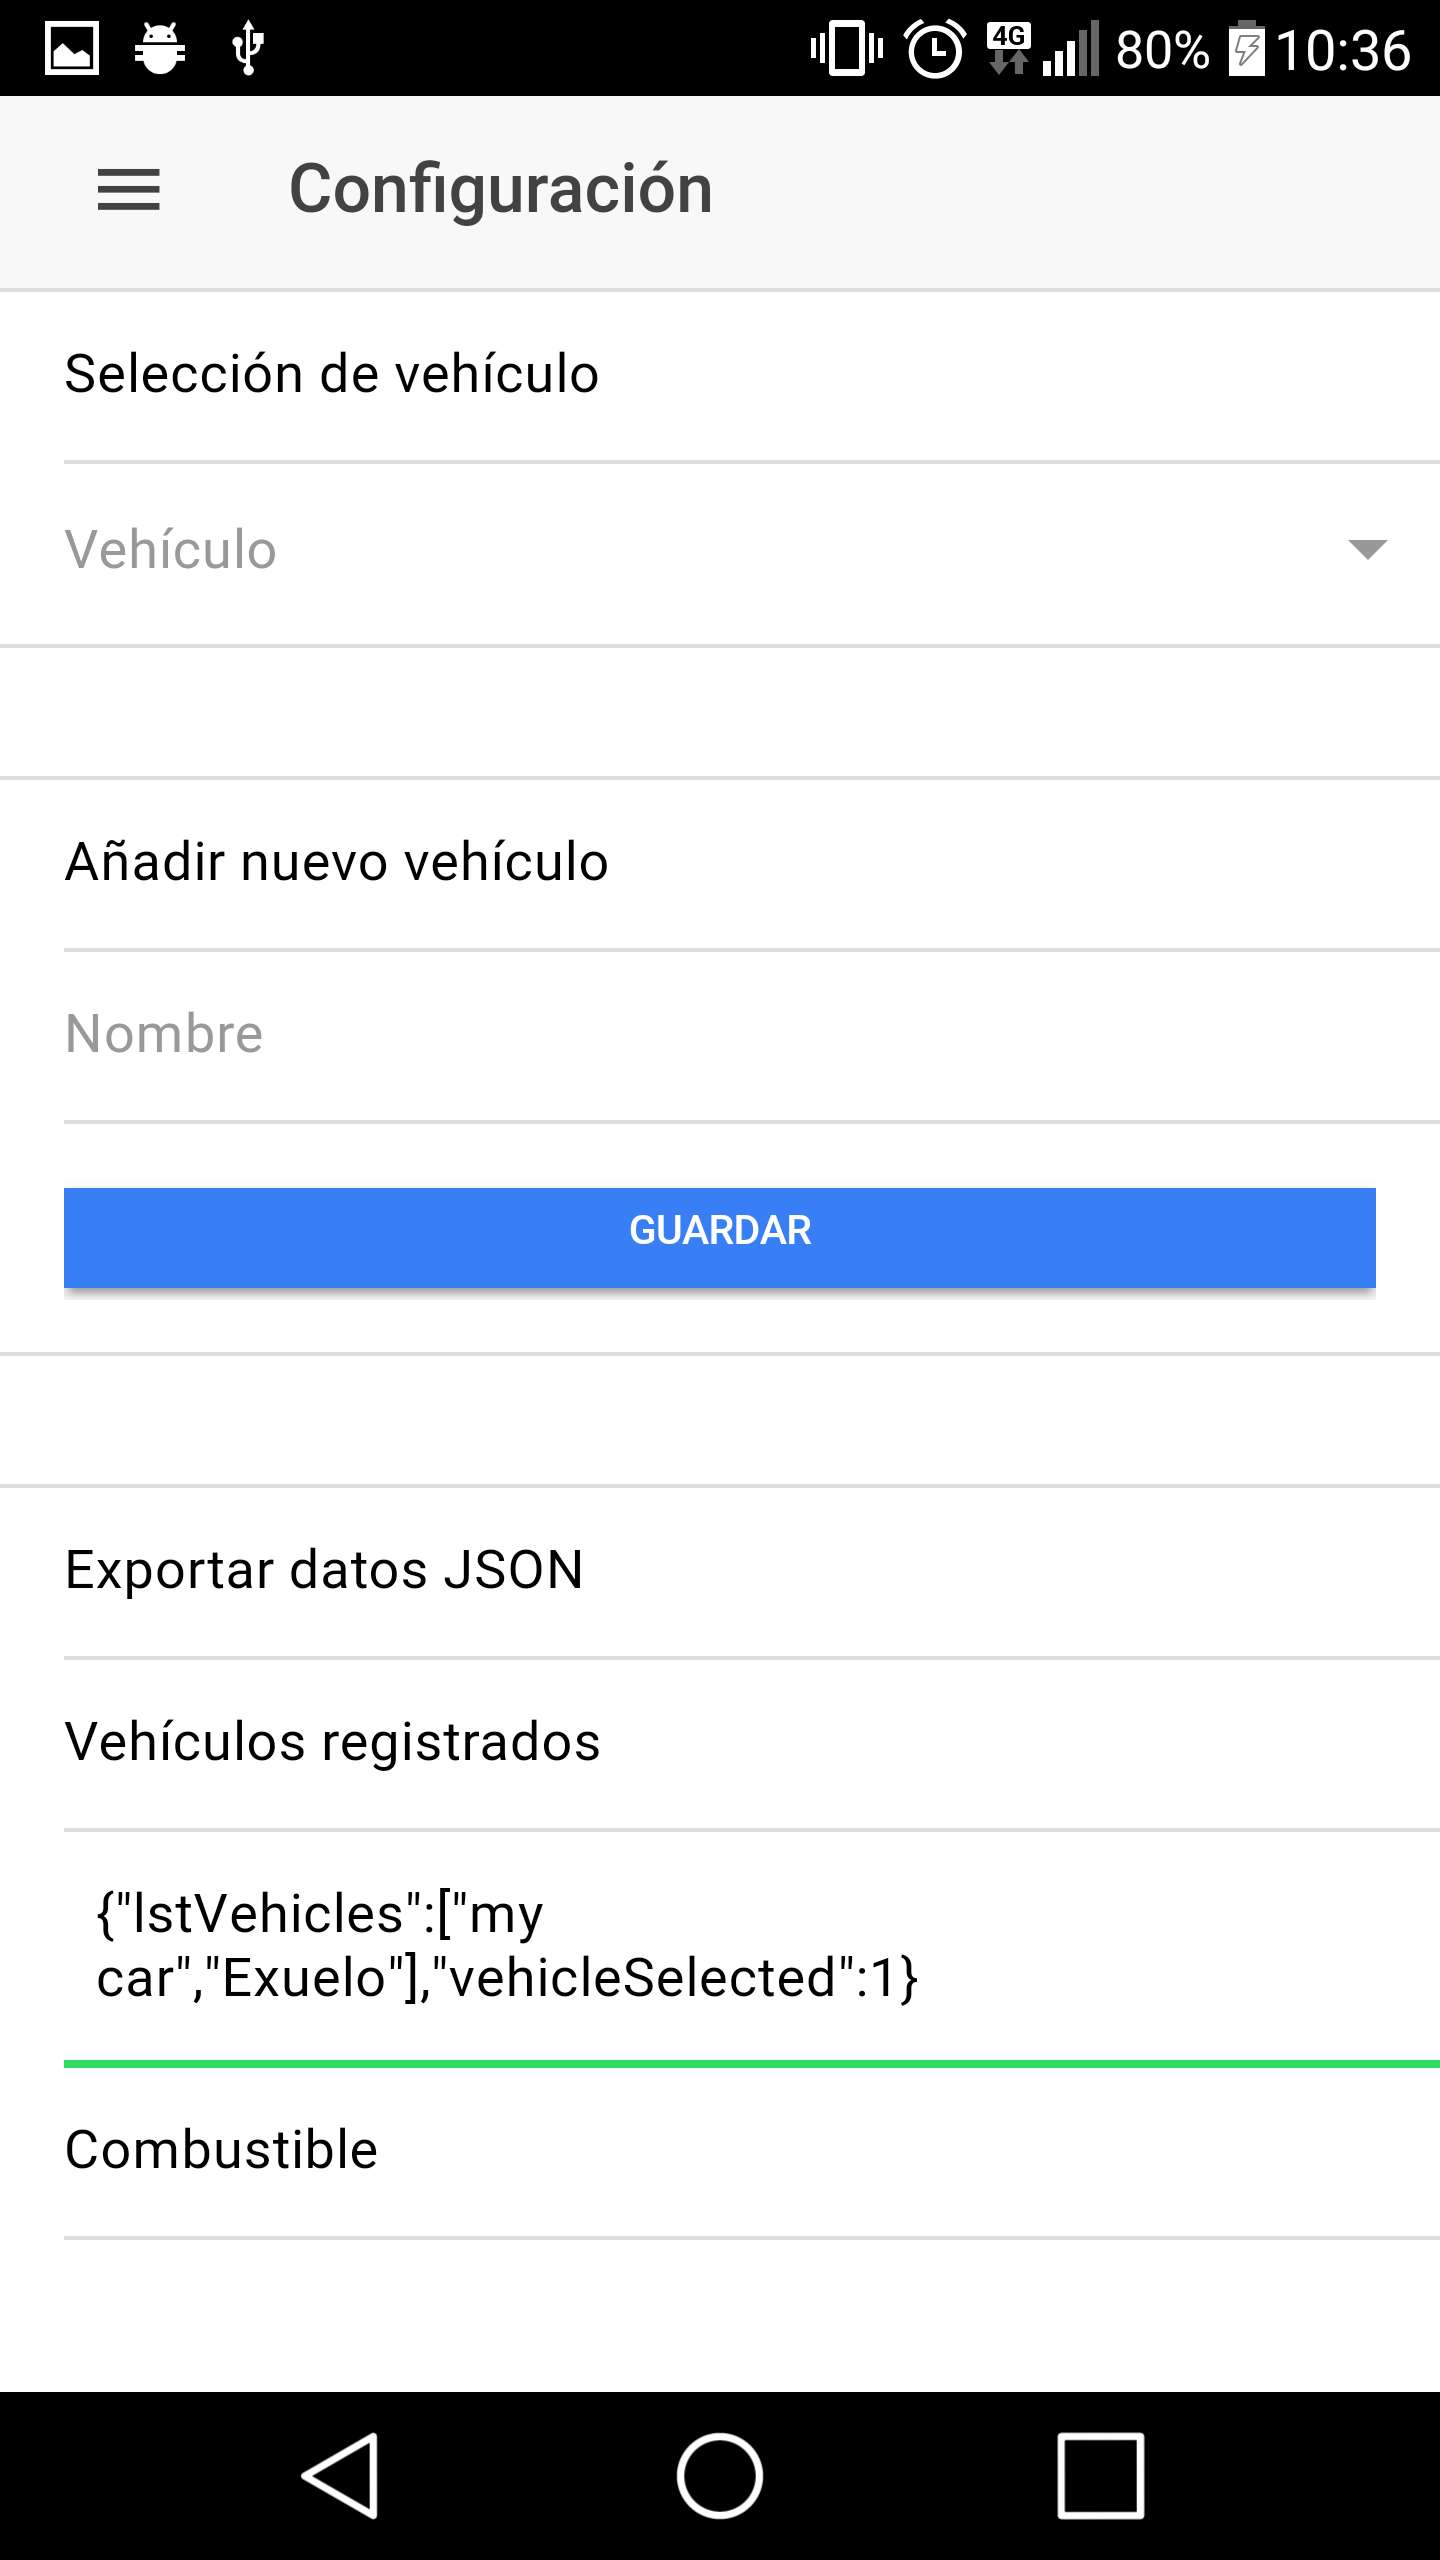 4G 80% 10:36
Configuración
Selección de vehículo
Vehículo
Añadir nuevo vehículo
Nombre
GUARDAR
Exportar datos JSON
Vehículos registrados
{"lstVehicles":["my
car","Exuelo"],"vehicleSelected":1}
Combustible